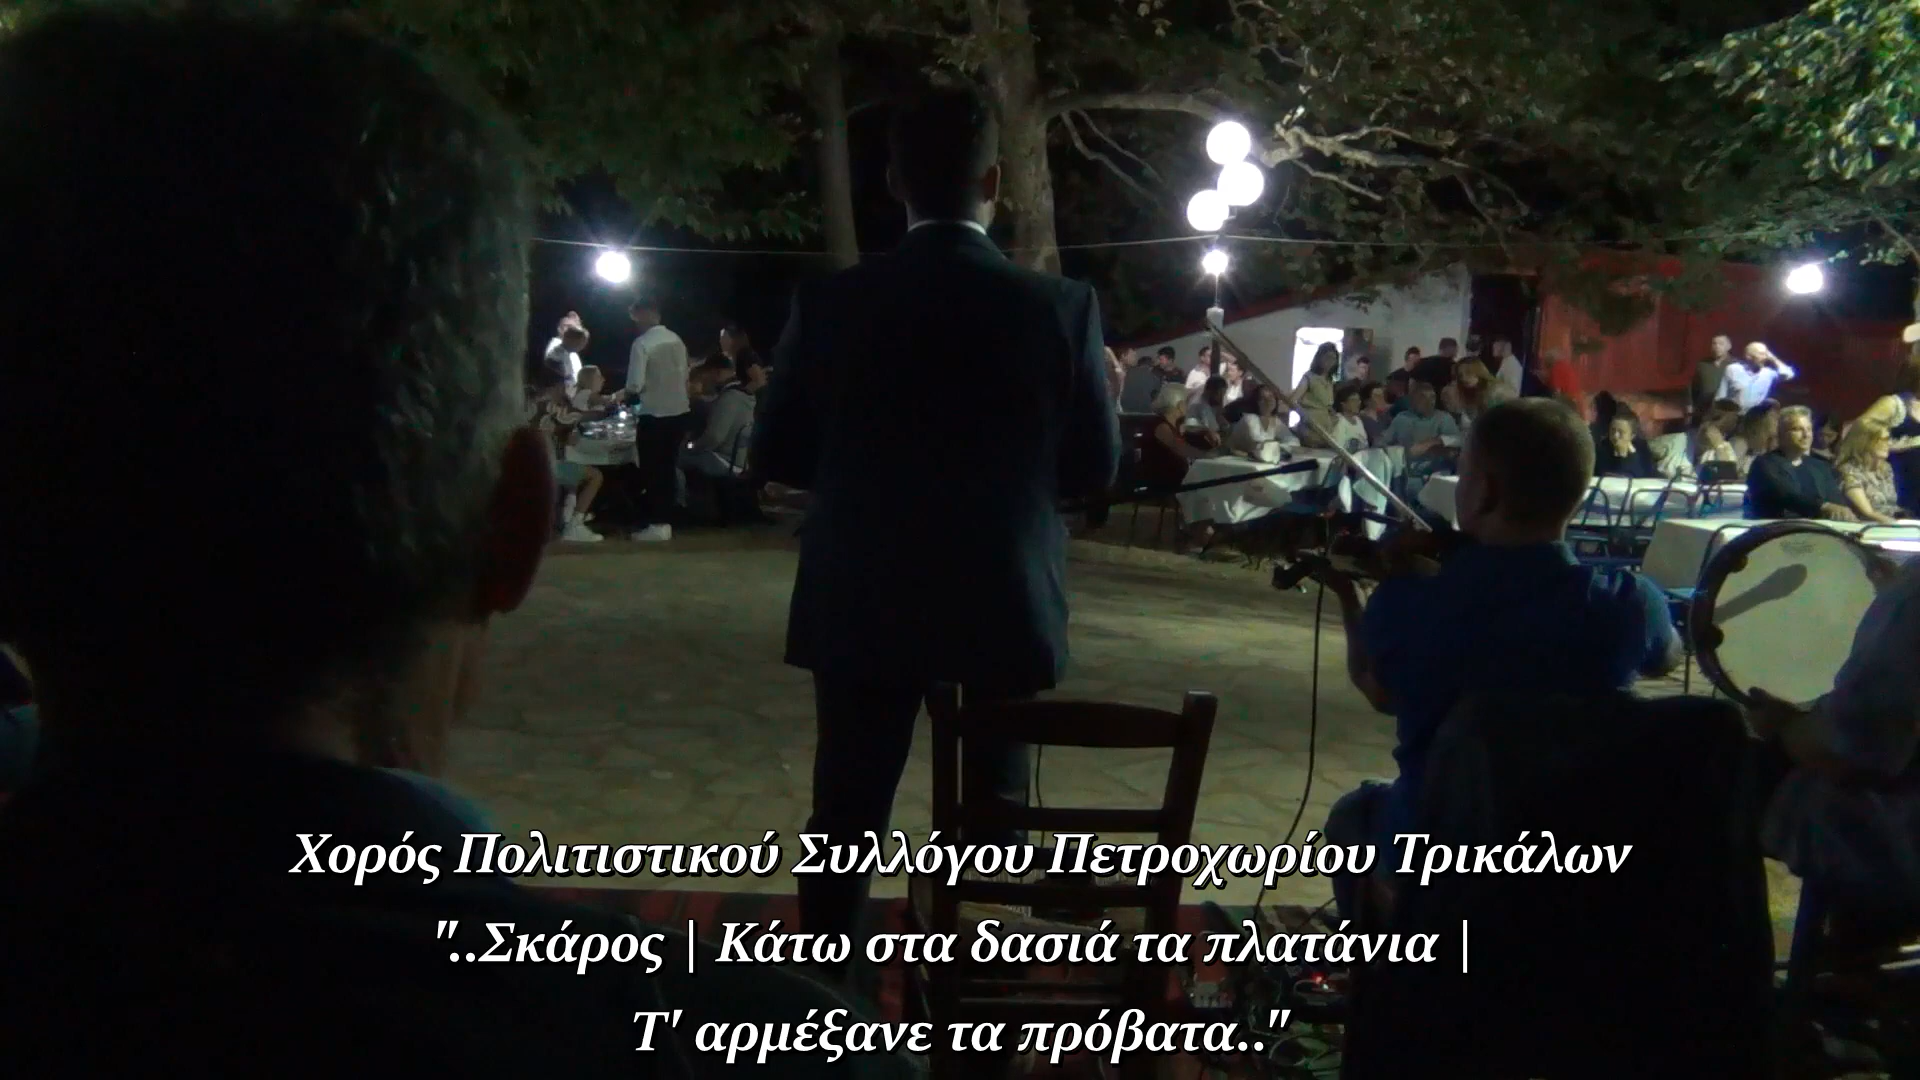 Χορός Πολιτιστικού Συλλόγου Πετροχωρίου Τρικάλων
"..Σκάρος | Κάτω στα δασιά τα πλατάνια |
Τ' αρμέξανε τα πρόβατα.."